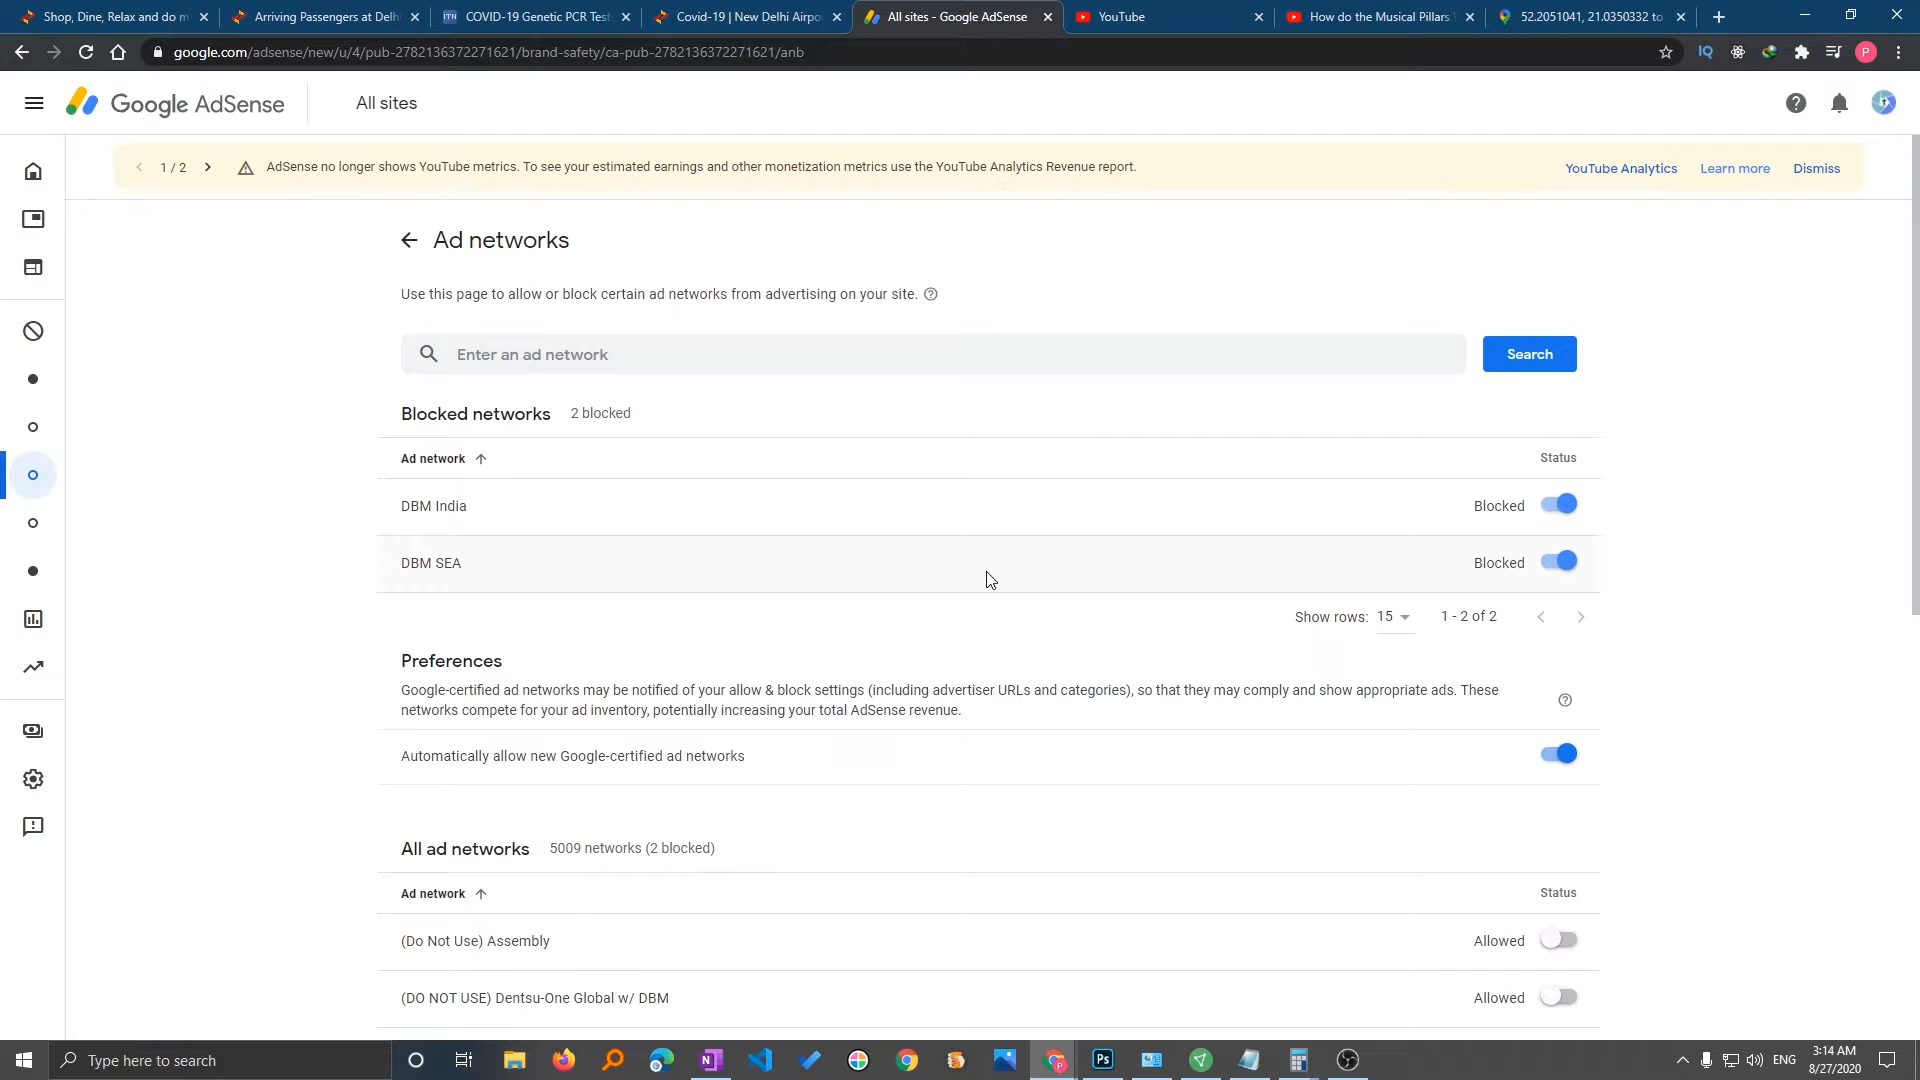 Shop, Dine, Relax and do m
Arriving Passengers at Delhi
ITN
COVID-19 Genetic PCR Test
Covid-19 | New Delhi Airpo
All sites - Google AdSense
YouTube
How do the Musical Pillars
52.2051041, 21.0350332 to
google.com/adsense/new/u/4/pub-2782136372271621/brand-safety/ca-pub-2782136372271621/anb
IQ
P
Google AdSense
All sites
1 / 2
AdSense no longer shows YouTube metrics. To see your estimated earnings and other monetization metrics use the YouTube Analytics Revenue report.
YouTube Analytics
Learn more
Dismiss
Ad networks
Use this page to allow or block certain ad networks from advertising on your site.
Enter an ad network
Search
Blocked networks 2 blocked
Ad network
Status
DBM India
Blocked
DBM SEA
Blocked
Show rows: 15
1 - 2 of 2
Preferences
Google-certified ad networks may be notified of your allow & block settings (including advertiser URLs and categories), so that they may comply and show appropriate ads. These
networks compete for your ad inventory, potentially increasing your total AdSense revenue.
Automatically allow new Google-certified ad networks
All ad networks 5009 networks (2 blocked)
Ad network
Status
(Do Not Use) Assembly
Allowed
(DO NOT USE) Dentsu-One Global w/ DBM
Allowed
Type here to search
N
P
Ps
ENG
3:14 AM
8/27/2020